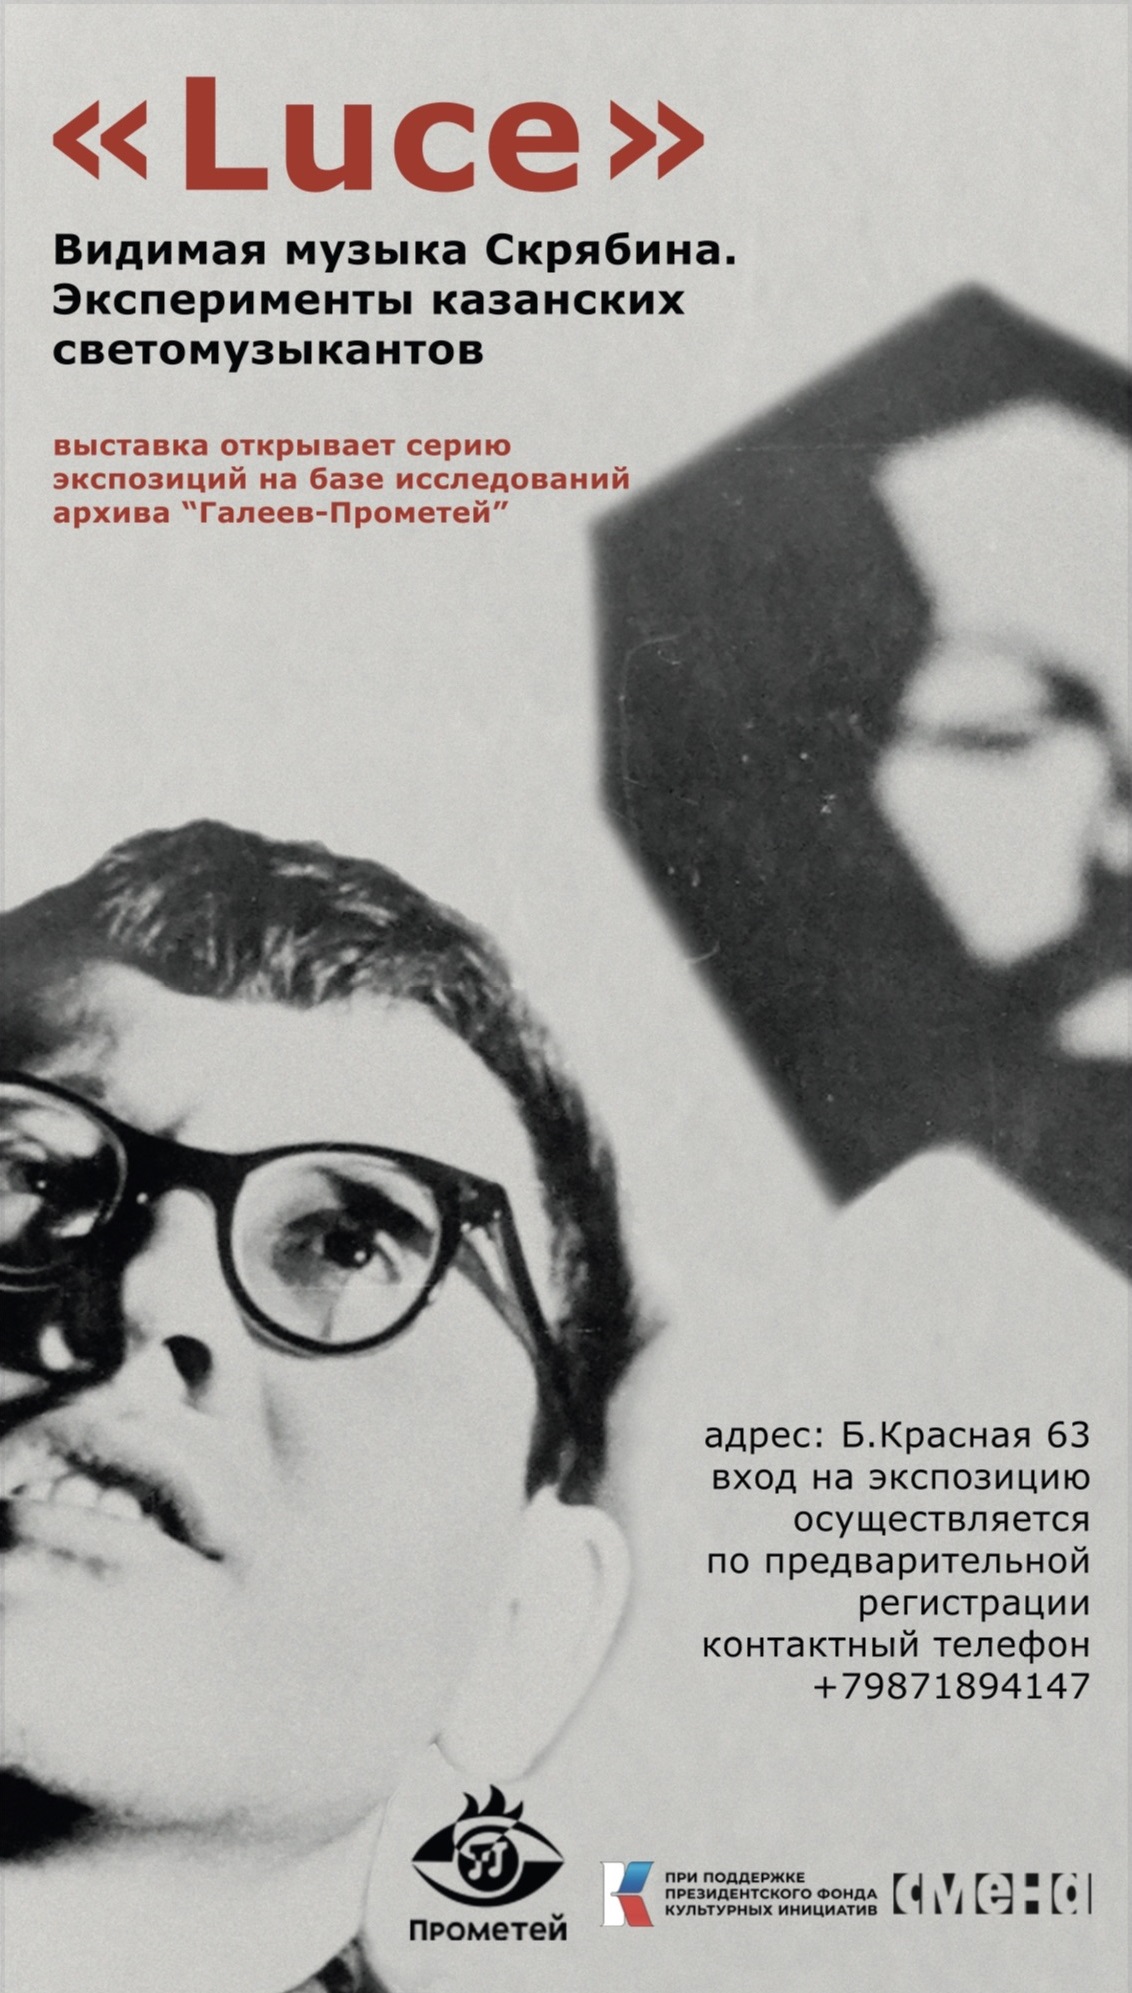 «Luce»
Видимая музыка Скрябина.
Эксперименты казанских
светомузыкантов
выставка открывает серию
экспозиций на базе исследований
архива “Галеев-Прометей”
адрес: Б.Красная 63
вход на экспозицию
осуществляется
по предварительной
регистрации
контактный телефон
+79871894147
Прометей
ПРИ ПОДДЕРЖКЕ
ПРЕЗИДЕНТСКОГО ФОНДА
КУЛЬТУРНЫХ ИНИЦИАТИВ
смена